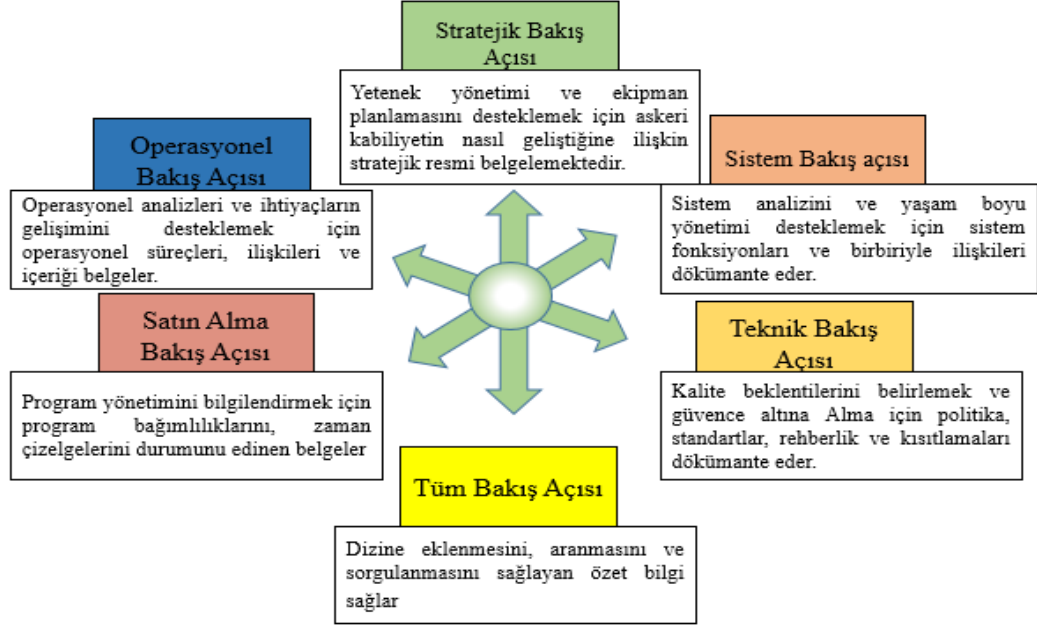 Stratejik Bakış
Açısı
Yetenek yönetimi ve ekipman
planlamasını desteklemek için askeri
kabiliyetin nasıl geliştiğine ilişkin
stratejik resmi belgelemektedir.
Operasyonel
Bakış Açısı
Operasyonel analizleri ve ihtiyaçların
gelişimini desteklemek için
operasyonel süreçleri, ilişkileri ve
içeriği belgeler.
Sistem Bakış açısı
Sistem analizini ve yaşam boyu
yönetimi desteklemek için sistem
fonksiyonları ve birbiriyle ilişkileri
dökümante eder.
Satın Alma
Bakış Açısı
Program yönetimini bilgilendirmek için
program bağımlılıklarını, zaman
çizelgelerini durumunu edinen belgeler
Teknik Bakış
Açısı
Kalite beklentilerini belirlemek ve
güvence altına Alma için politika,
standartlar, rehberlik ve kısıtlamaları
dökümante eder.
Tüm Bakış Açısı
Dizine eklenmesini, aranmasını ve
sorgulanmasını sağlayan özet bilgi
sağlar